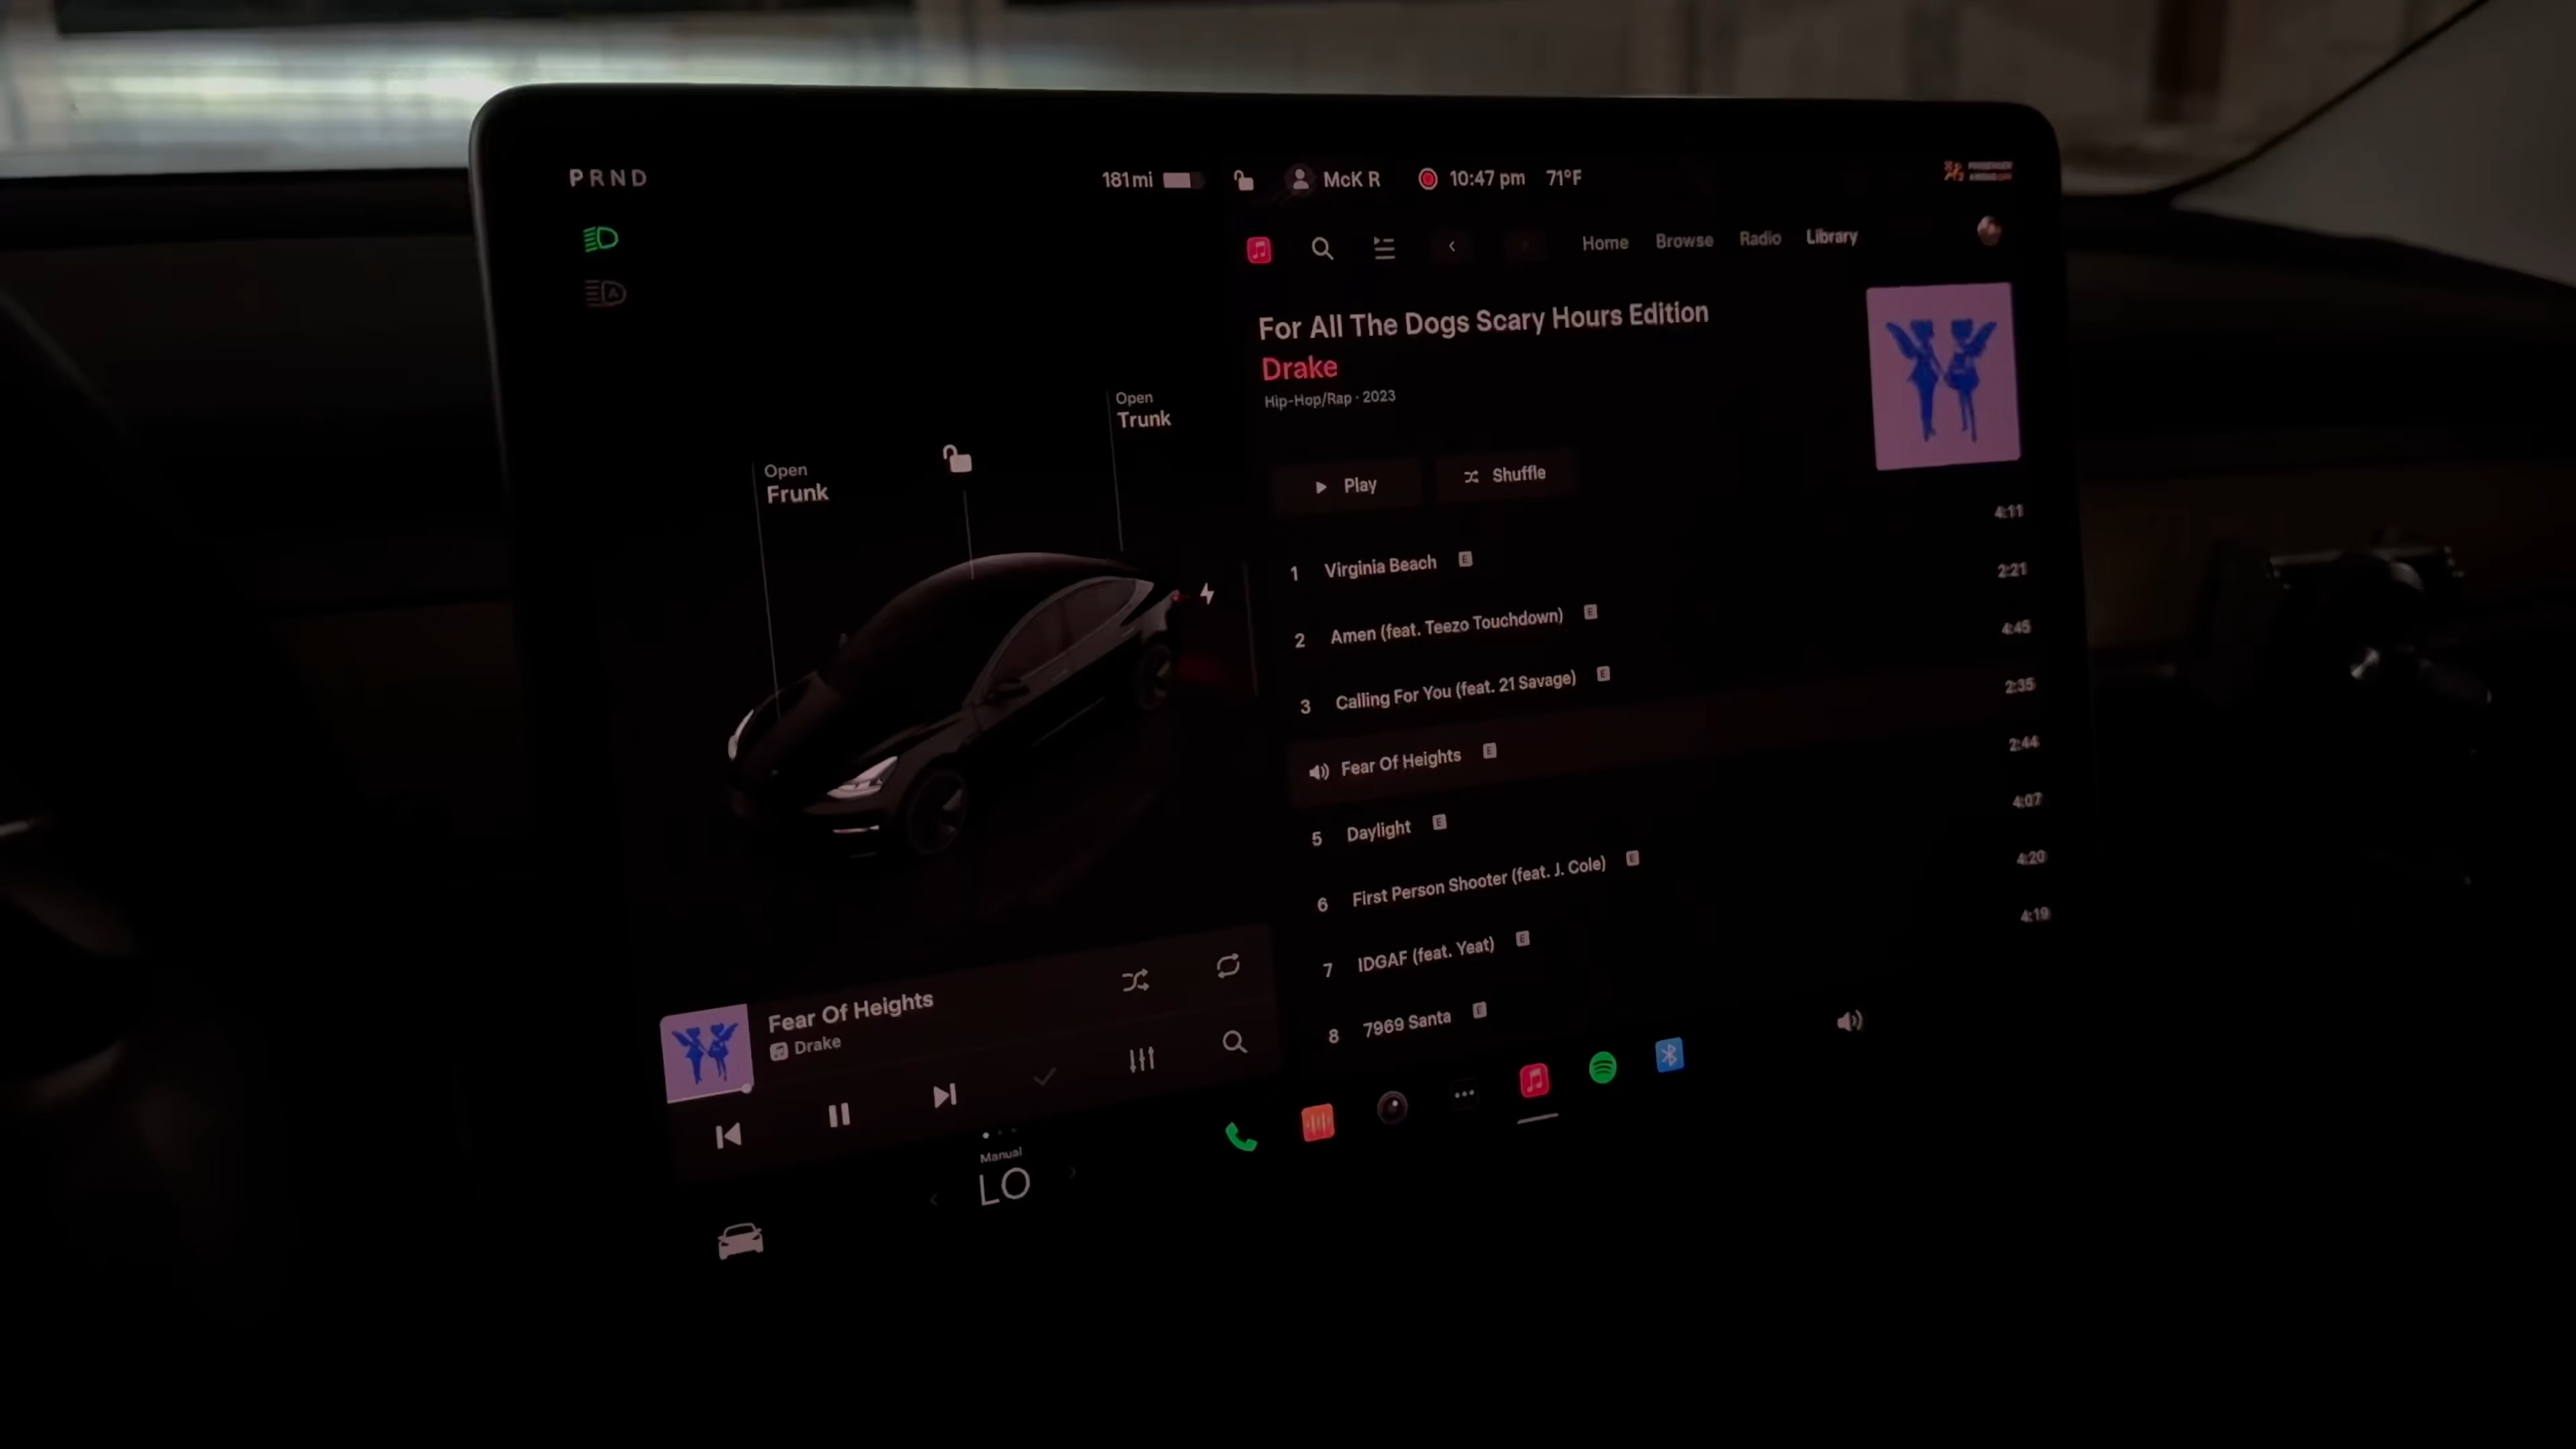 PRND
181 mi
McK R
10:47 pm
71°F
PASSENGER
AIRBAG OFF
Home
Browse
Radio
Library
For All The Dogs Scary Hours Edition
Drake
Hip-Hop/Rap · 2023
Play
Shuffle
Open
Trunk
Open
Frunk
A
1 Virginia Beach E 4:11
2 Amen (feat. Teezo Touchdown) E 2:21
3 Calling For You (feat. 21 Savage) E 4:45
Fear Of Heights E 2:35
5 Daylight E 2:44
6 First Person Shooter (feat. J. Cole) E 4:07
7 IDGAF (feat. Yeat) E 4:20
8 7969 Santa E 4:19
Fear Of Heights
Drake
Manual
LO